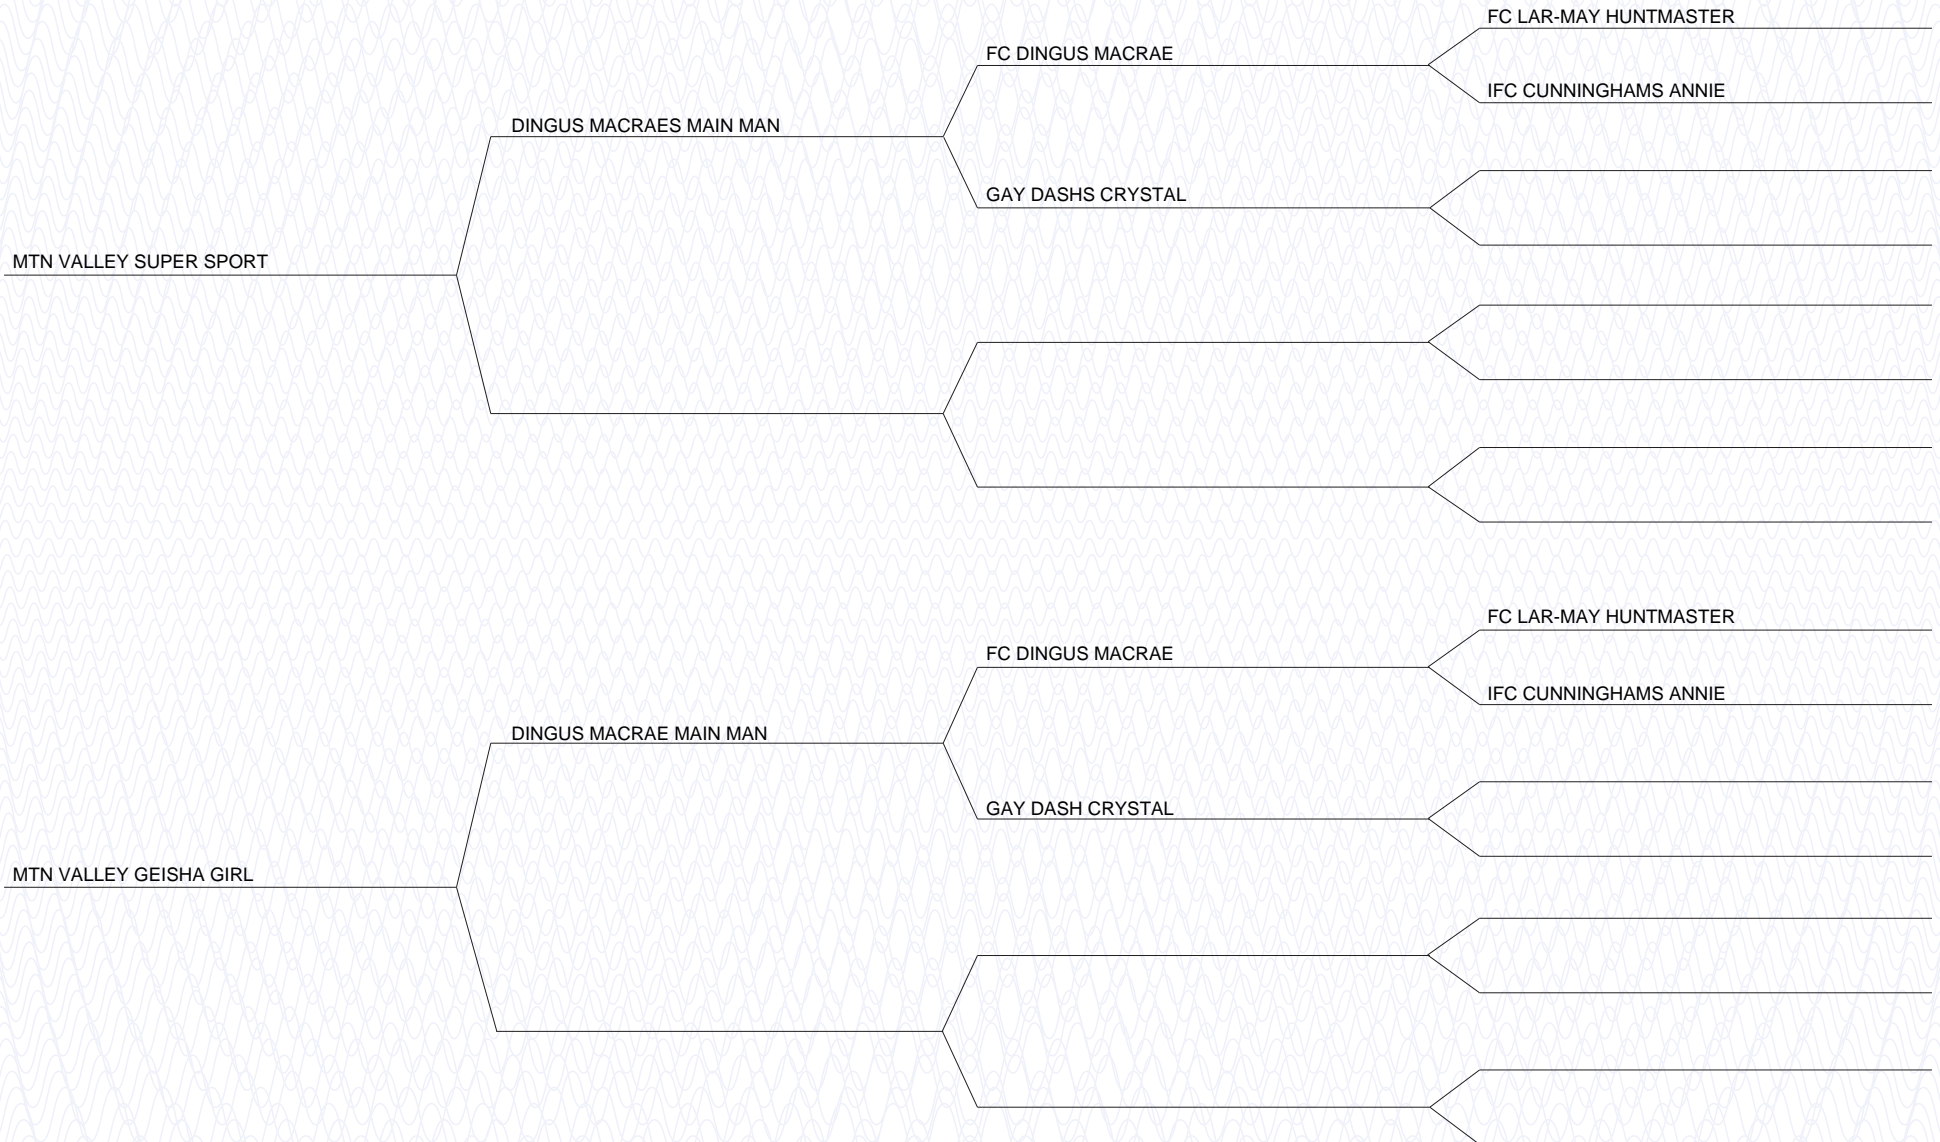 FC LAR-MAY HUNTMASTER
FC DINGUS MACRAE
IFC CUNNINGHAMS ANNIE
DINGUS MACRAES MAIN MAN
GAY DASHS CRYSTAL
MTN VALLEY SUPER SPORT
FC LAR-MAY HUNTMASTER
FC DINGUS MACRAE
IFC CUNNINGHAMS ANNIE
DINGUS MACRAE MAIN MAN
GAY DASH CRYSTAL
MTN VALLEY GEISHA GIRL